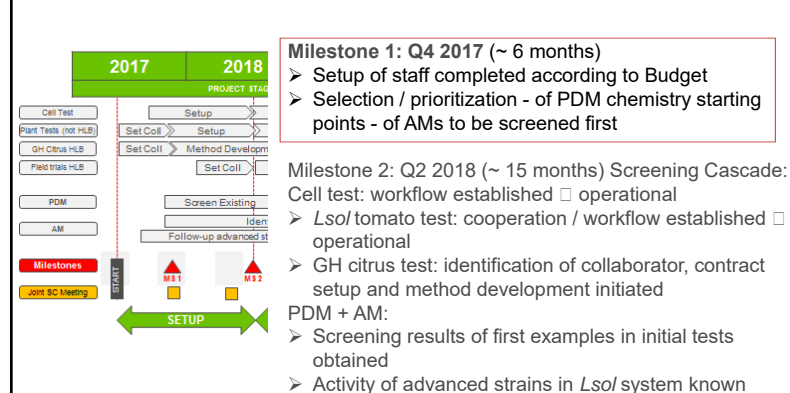 2017 2018
PROJECT STAG
Cell Test Setup
Plant Tests (not HLB) Set Coll Setup
GH Citrus HLB Set Coll Method Developm
Field trials HLB Set Coll
PDM Screen Existing
AM Iden
Follow-up advanced st
Milestones START MS 1 MS 2
Joint SC Meeting
SETUP
Milestone 1: Q4 2017 (~ 6 months)
➢ Setup of staff completed according to Budget
➢ Selection / prioritization - of PDM chemistry starting
points - of AMs to be screened first
Milestone 2: Q2 2018 (~ 15 months) Screening Cascade:
Cell test: workflow established □ operational
➢ Lsol tomato test: cooperation / workflow established □
operational
➢ GH citrus test: identification of collaborator, contract
setup and method development initiated
PDM + AM:
➢ Screening results of first examples in initial tests
obtained
➢ Activity of advanced strains in Lsol system known